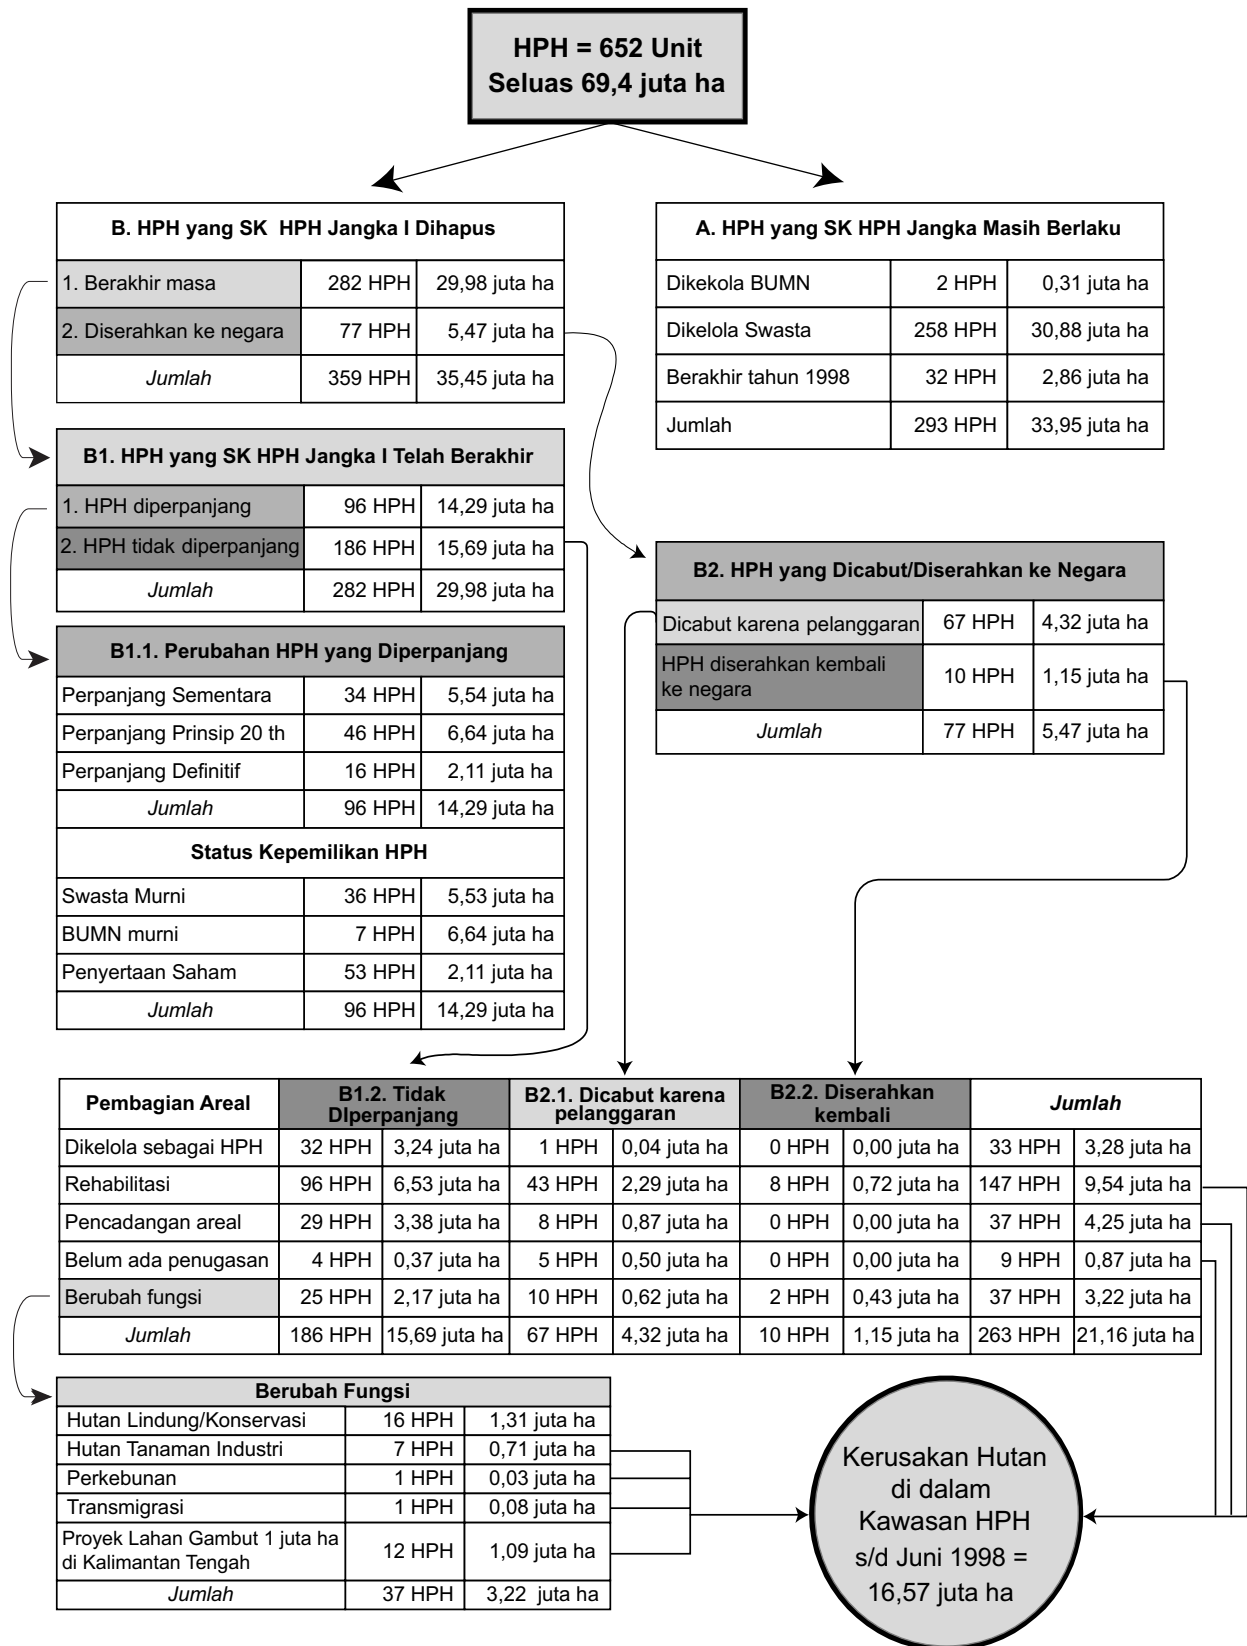 HPH = 652 Unit
Seluas 69,4 juta ha
B. HPH yang SK HPH Jangka I Dihapus
1. Berakhir masa 282 HPH 29,98 juta ha
2. Diserahkan ke negara 77 HPH 5,47 juta ha
Jumlah 359 HPH 35,45 juta ha
A. HPH yang SK HPH Jangka Masih Berlaku
Dikekola BUMN 2 HPH 0,31 juta ha
Dikelola Swasta 258 HPH 30,88 juta ha
Berakhir tahun 1998 32 HPH 2,86 juta ha
Jumlah 293 HPH 33,95 juta ha
B1. HPH yang SK HPH Jangka I Telah Berakhir
1. HPH diperpanjang 96 HPH 14,29 juta ha
2. HPH tidak diperpanjang 186 HPH 15,69 juta ha
Jumlah 282 HPH 29,98 juta ha
B2. HPH yang Dicabut/Diserahkan ke Negara
Dicabut karena pelanggaran 67 HPH 4,32 juta ha
HPH diserahkan kembali
ke negara 10 HPH 1,15 juta ha
Jumlah 77 HPH 5,47 juta ha
B1.1. Perubahan HPH yang Diperpanjang
Perpanjang Sementara 34 HPH 5,54 juta ha
Perpanjang Prinsip 20 th 46 HPH 6,64 juta ha
Perpanjang Definitif 16 HPH 2,11 juta ha
Jumlah 96 HPH 14,29 juta ha
Status Kepemilikan HPH
Swasta Murni 36 HPH 5,53 juta ha
BUMN murni 7 HPH 6,64 juta ha
Penyertaan Saham 53 HPH 2,11 juta ha
Jumlah 96 HPH 14,29 juta ha
Pembagian Areal B1.2. Tidak DIperpanjang B2.1. Dicabut karena pelanggaran B2.2. Diserahkan kembali Jumlah
Dikelola sebagai HPH 32 HPH 3,24 juta ha 1 HPH 0,04 juta ha 0 HPH 0,00 juta ha 33 HPH 3,28 juta ha
Rehabilitasi 96 HPH 6,53 juta ha 43 HPH 2,29 juta ha 8 HPH 0,72 juta ha 147 HPH 9,54 juta ha
Pencadangan areal 29 HPH 3,38 juta ha 8 HPH 0,87 juta ha 0 HPH 0,00 juta ha 37 HPH 4,25 juta ha
Belum ada penugasan 4 HPH 0,37 juta ha 5 HPH 0,50 juta ha 0 HPH 0,00 juta ha 9 HPH 0,87 juta ha
Berubah fungsi 25 HPH 2,17 juta ha 10 HPH 0,62 juta ha 2 HPH 0,43 juta ha 37 HPH 3,22 juta ha
Jumlah 186 HPH 15,69 juta ha 67 HPH 4,32 juta ha 10 HPH 1,15 juta ha 263 HPH 21,16 juta ha
Berubah Fungsi
Hutan Lindung/Konservasi 16 HPH 1,31 juta ha
Hutan Tanaman Industri 7 HPH 0,71 juta ha
Perkebunan 1 HPH 0,03 juta ha
Transmigrasi 1 HPH 0,08 juta ha
Proyek Lahan Gambut 1 juta ha
di Kalimantan Tengah 12 HPH 1,09 juta ha
Jumlah 37 HPH 3,22 juta ha
Kerusakan Hutan
di dalam
Kawasan HPH
s/d Juni 1998 =
16,57 juta ha